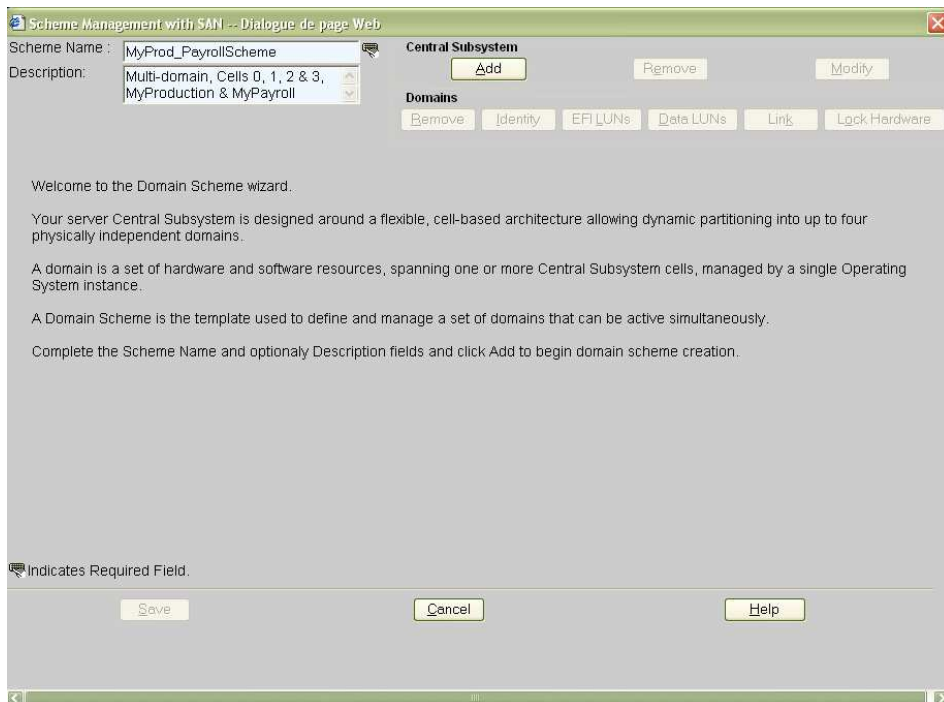 Scheme Management with SAN -- Dialogue de page Web
Scheme Name :
MyProd_PayrollScheme
Description:
Multi-domain, Cells 0, 1, 2 & 3,
MyProduction & MyPayroll
Central Subsystem
Add
Remove
Modify
Domains
Remove
Identity
EFI LUNs
Data LUNs
Link
Lock Hardware
Welcome to the Domain Scheme wizard.
Your server Central Subsystem is designed around a flexible, cell-based architecture allowing dynamic partitioning into up to four
physically independent domains.
A domain is a set of hardware and software resources, spanning one or more Central Subsystem cells, managed by a single Operating
System instance.
A Domain Scheme is the template used to define and manage a set of domains that can be active simultaneously.
Complete the Scheme Name and optionaly Description fields and click Add to begin domain scheme creation.
Indicates Required Field.
Save
Cancel
Help